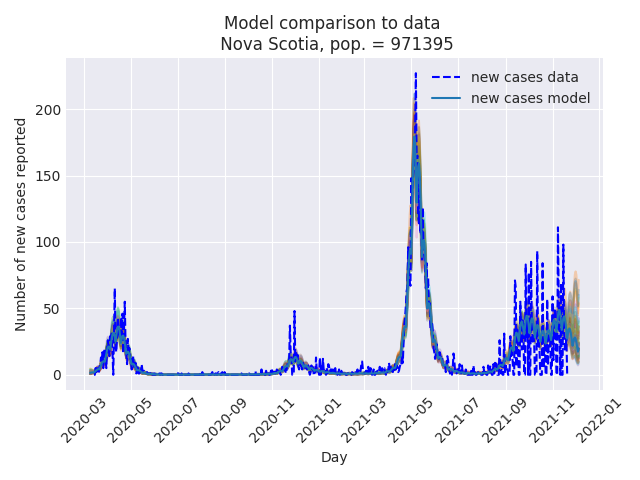 Model comparison to data
Nova Scotia, pop. = 971395
new cases data
new cases model
Number of new cases reported
200
150
100
50
0
2020-03
2020-05
2020-07
2020-09
2020-11
2021-01
2021-03
2021-05
2021-07
2021-09
2021-11
2022-01
Day